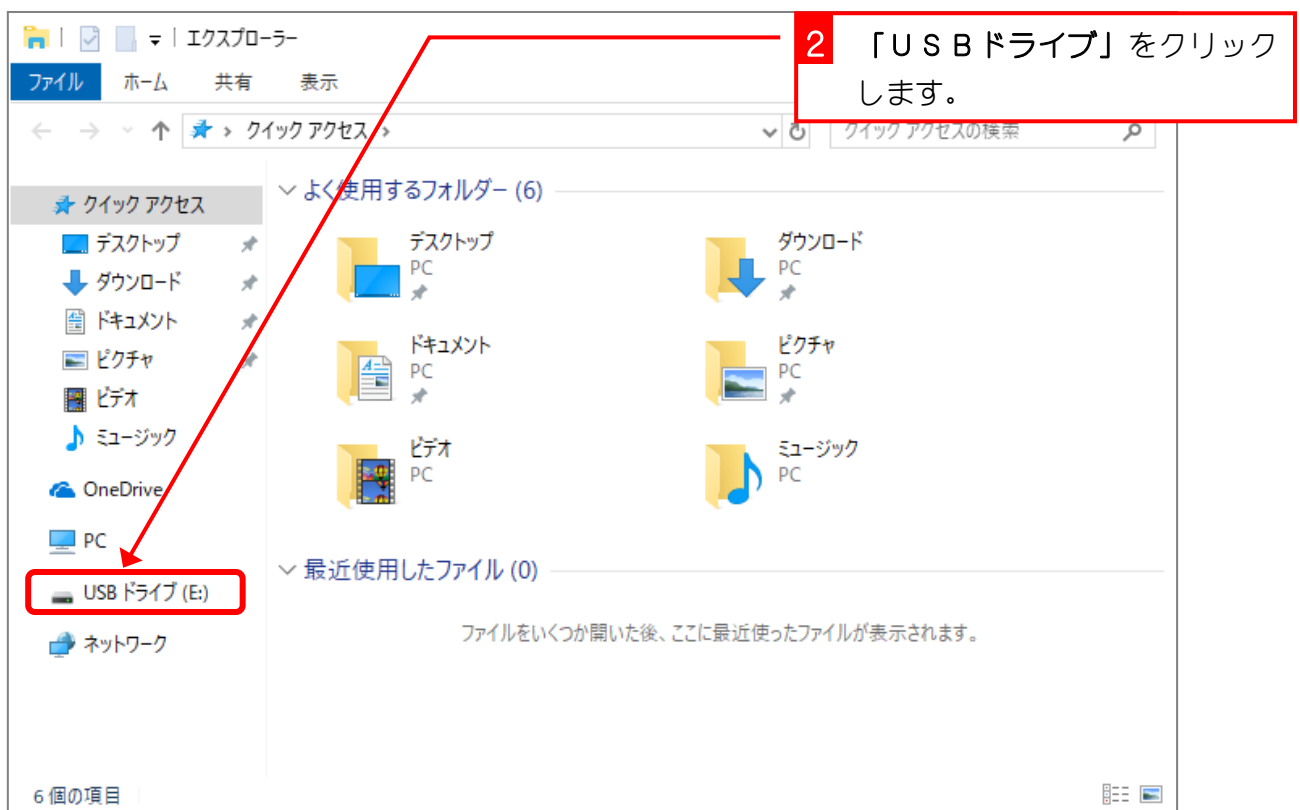 エクスプローラー
2 「ＵＳＢドライブ」をクリック
します。
ファイル ホーム 共有 表示
クイック アクセス
クイック アクセスの検索
クイック アクセス
デスクトップ
ダウンロード
ドキュメント
ピクチャ
ビデオ
ミュージック
OneDrive
PC
USB ドライブ (E:)
ネットワーク
よく使用するフォルダー (6)
デスクトップ
PC
ダウンロード
PC
ドキュメント
PC
ピクチャ
PC
ビデオ
PC
ミュージック
PC
最近使用したファイル (0)
ファイルをいくつか開いた後、ここに最近使ったファイルが表示されます。
6 個の項目